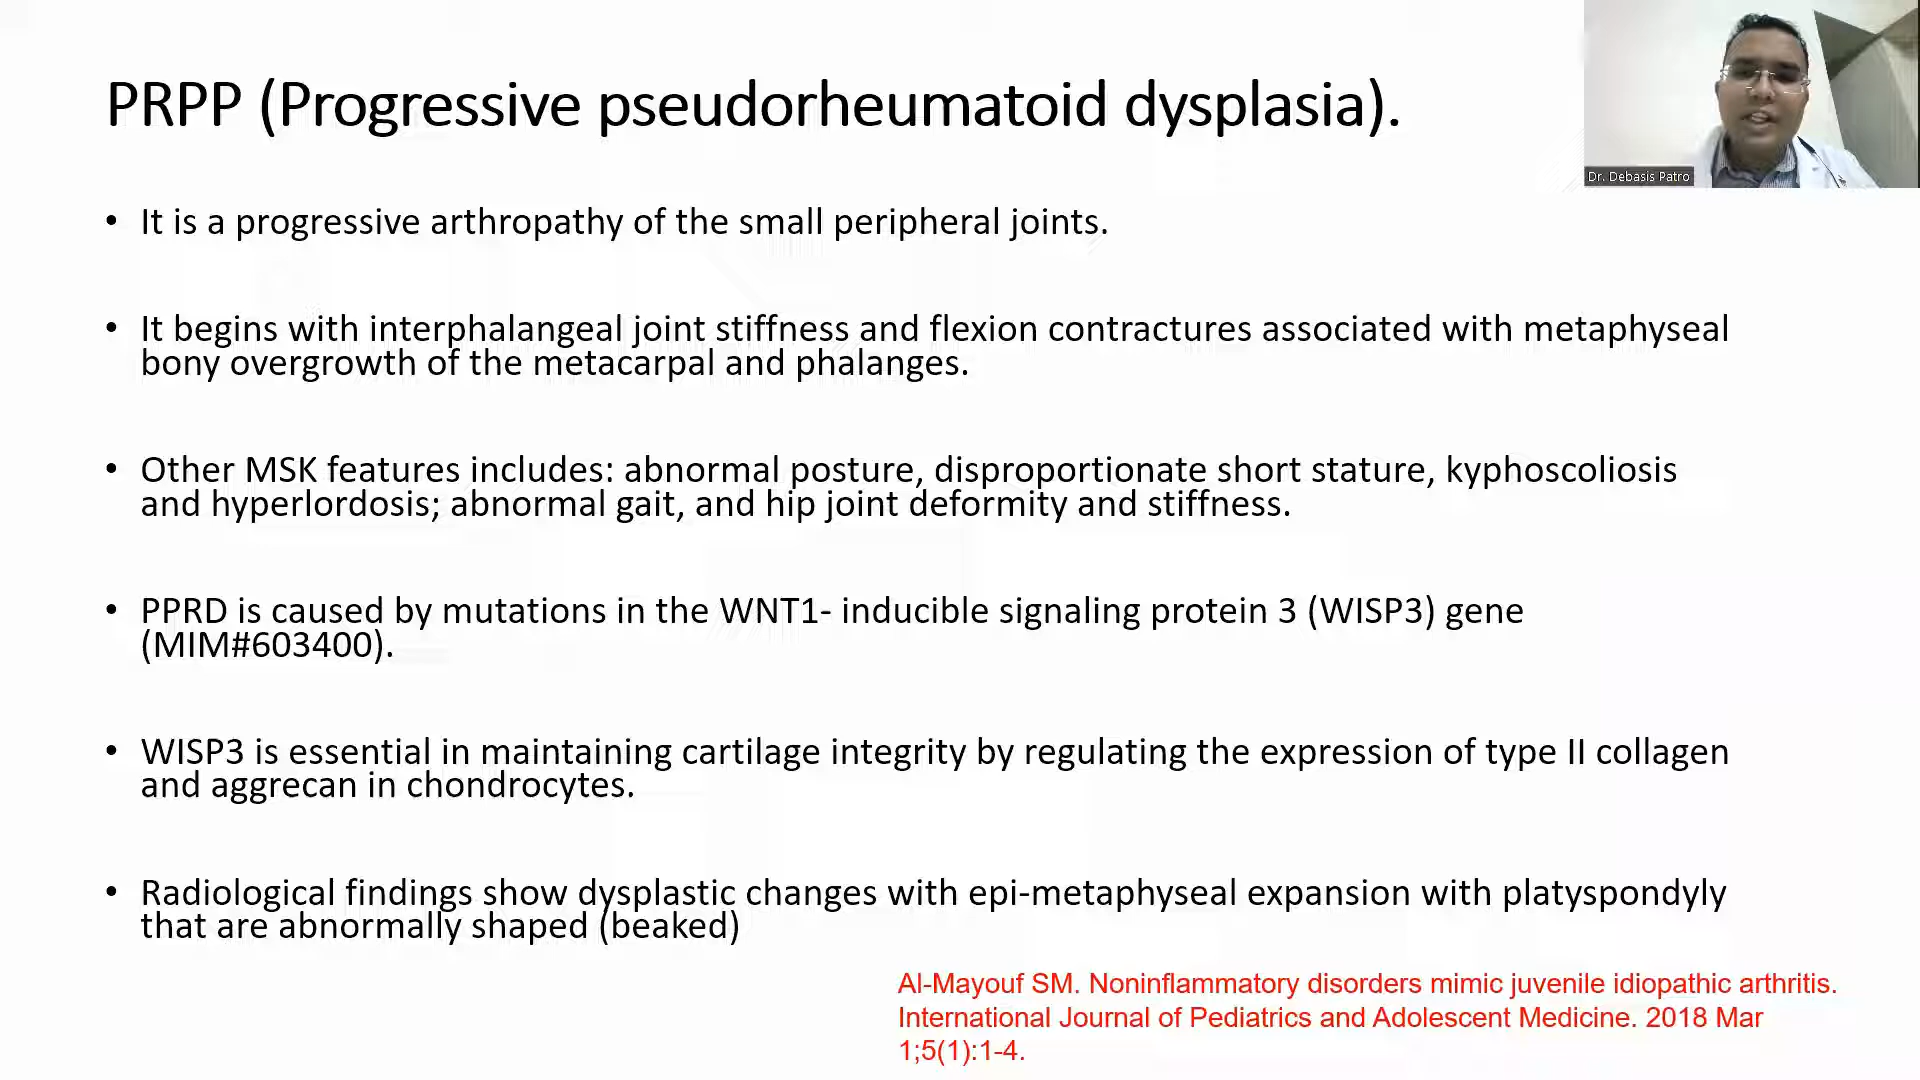 PRPP (Progressive pseudorheumatoid dysplasia).
Dr. Debasis Patro
• It is a progressive arthropathy of the small peripheral joints.
• It begins with interphalangeal joint stiffness and flexion contractures associated with metaphyseal
bony overgrowth of the metacarpal and phalanges.
• Other MSK features includes: abnormal posture, disproportionate short stature, kyphoscoliosis
and hyperlordosis; abnormal gait, and hip joint deformity and stiffness.
• PPRD is caused by mutations in the WNT1- inducible signaling protein 3 (WISP3) gene
(MIM#603400).
• WISP3 is essential in maintaining cartilage integrity by regulating the expression of type II collagen
and aggrecan in chondrocytes.
• Radiological findings show dysplastic changes with epi-metaphyseal expansion with platyspondyly
that are abnormally shaped (beaked)
Al-Mayouf SM. Noninflammatory disorders mimic juvenile idiopathic arthritis.
International Journal of Pediatrics and Adolescent Medicine. 2018 Mar
1;5(1):1-4.